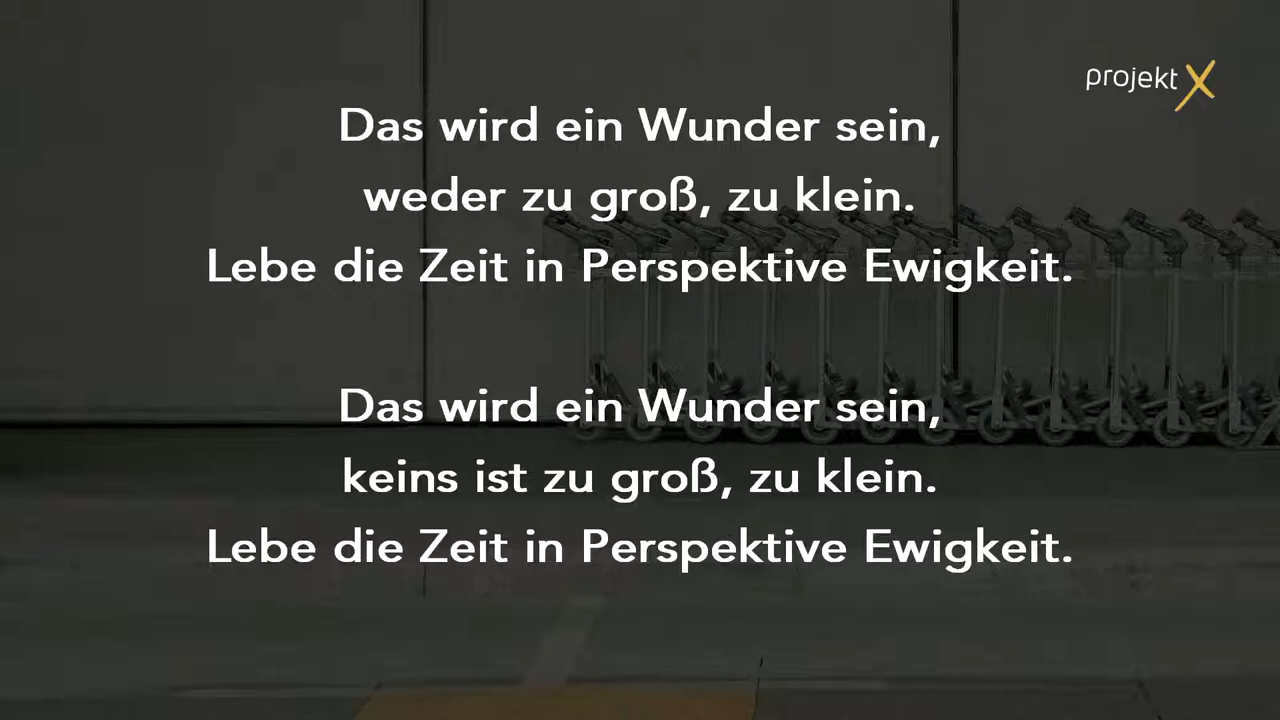 projekt X
Das wird ein Wunder sein,
weder zu groß, zu klein.
Lebe die Zeit in Perspektive Ewigkeit.
Das wird ein Wunder sein,
keins ist zu groß, zu klein.
Lebe die Zeit in Perspektive Ewigkeit.